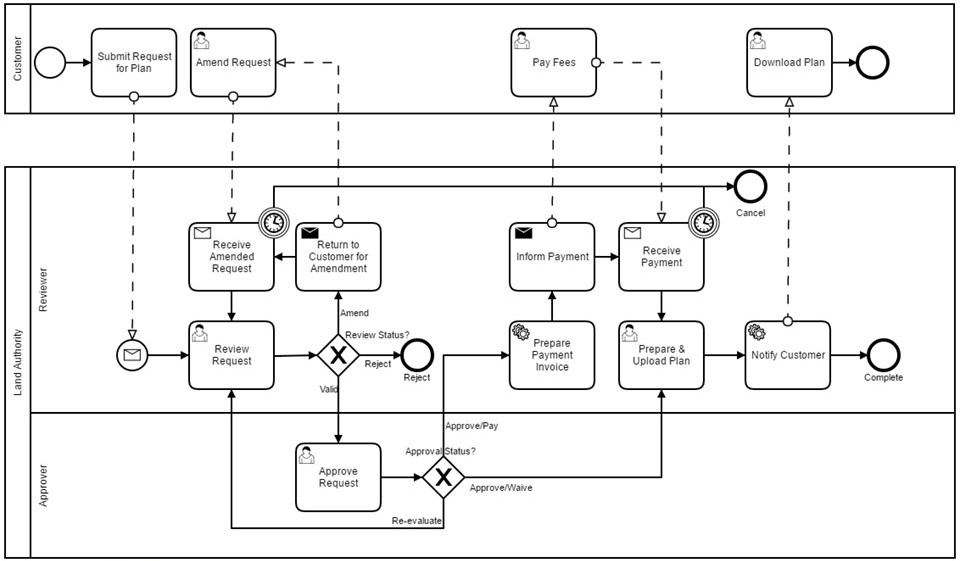 Customer
Submit Request
for Plan
Amend Request
Pay Fees
Download Plan
Land Authority
Reviewer
Cancel
Receive
Amended
Request
Return to
Customer for
Amendment
Inform Payment
Receive
Payment
Amend
Review Status?
Review
Request
Reject
Reject
Valid
Prepare
Payment
Invoice
Prepare &
Upload Plan
Notify Customer
Complete
Approver
Approve/Pay
Approval Status?
Approve
Request
Approve/Waive
Re-evaluate